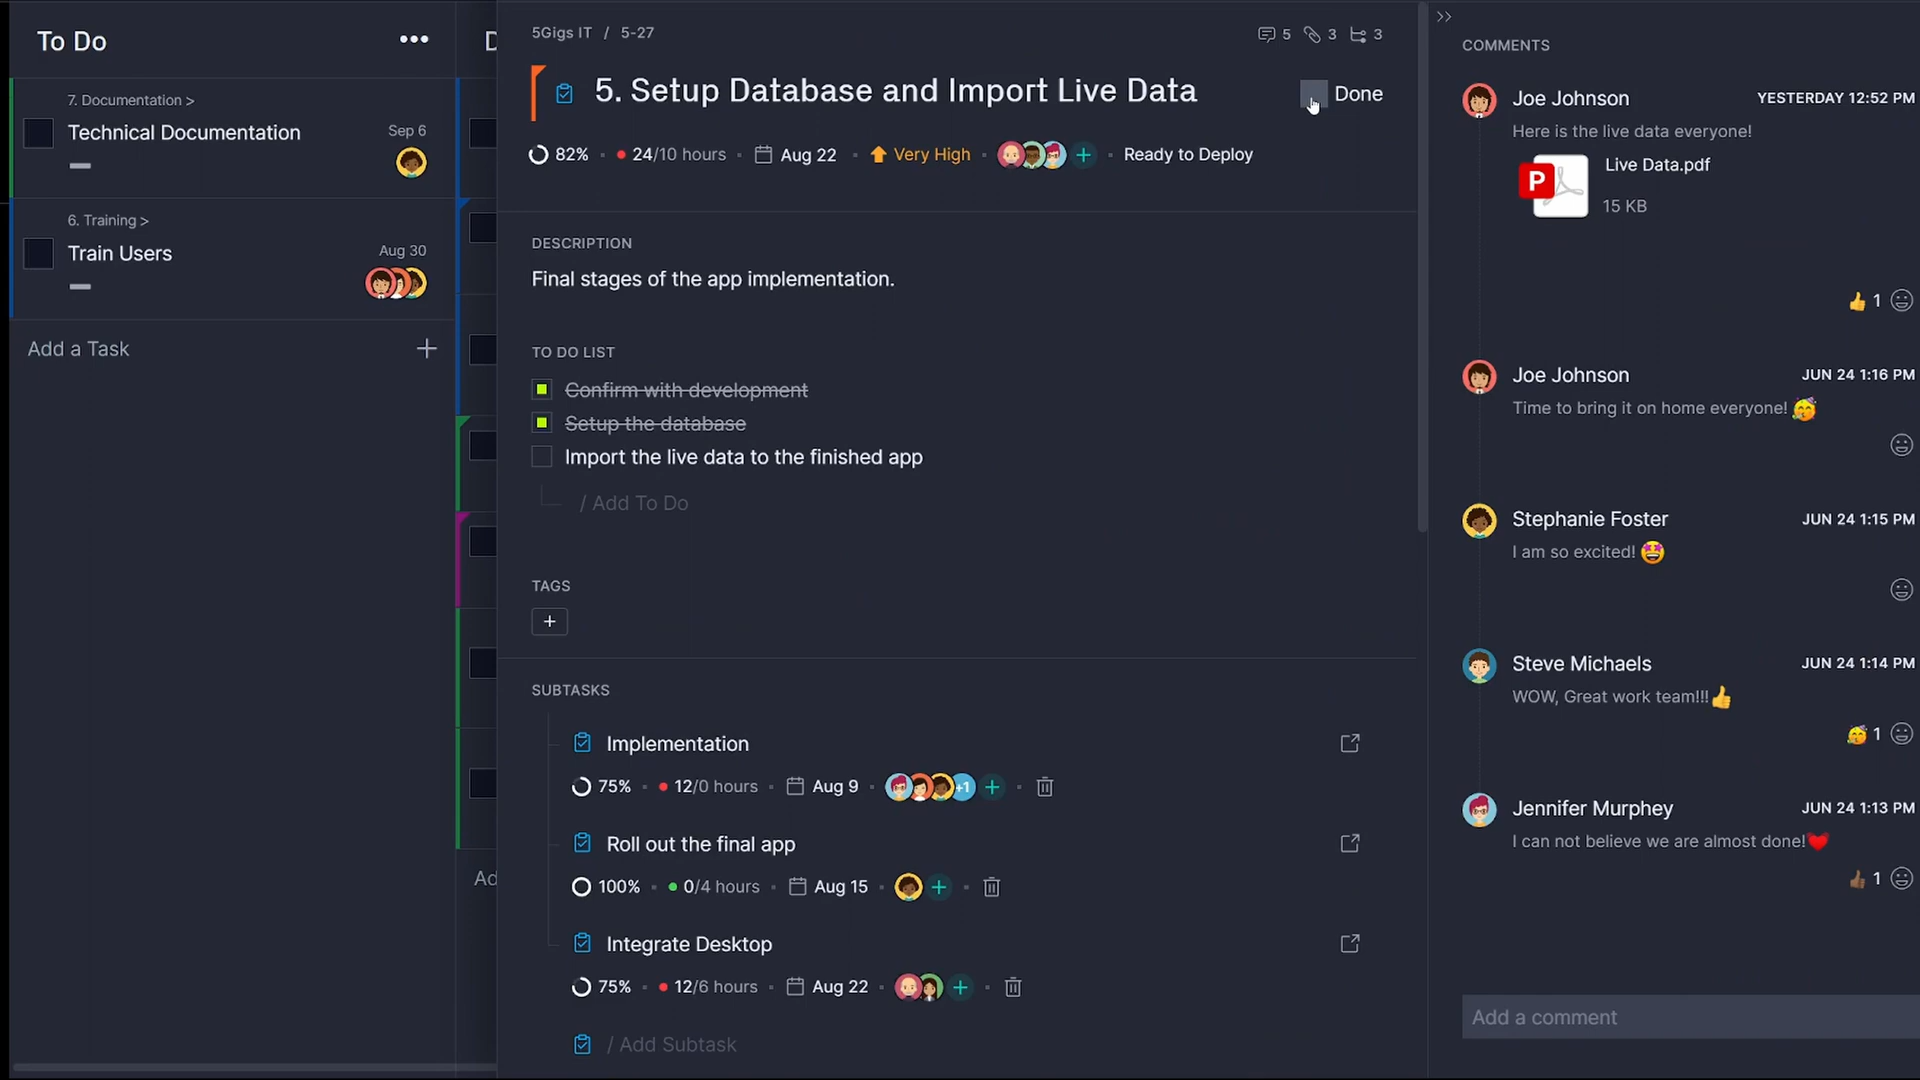 To Do
•••
7. Documentation >
Technical Documentation
Sep 6
6. Training >
Train Users
Aug 30
Add a Task
D
Ad
5Gigs IT / 5-27
5 3 3
5. Setup Database and Import Live Data
Done
82% • 24/10 hours • Aug 22 • Very High • + • Ready to Deploy
DESCRIPTION
Final stages of the app implementation.
TO DO LIST
Confirm with development
Setup the database
Import the live data to the finished app
/ Add To Do
TAGS
+
SUBTASKS
Implementation
75% • 12/0 hours • Aug 9 • +1 +
Roll out the final app
100% • 0/4 hours • Aug 15 • +
Integrate Desktop
75% • 12/6 hours • Aug 22 • +
/ Add Subtask
>>
COMMENTS
Joe Johnson YESTERDAY 12:52 PM
Here is the live data everyone!
P
Live Data.pdf
15 KB
👍 1
Joe Johnson JUN 24 1:16 PM
Time to bring it on home everyone! 🥳
Stephanie Foster JUN 24 1:15 PM
I am so excited! 🤩
Steve Michaels JUN 24 1:14 PM
WOW, Great work team!!!👍
🥳 1
Jennifer Murphey JUN 24 1:13 PM
I can not believe we are almost done!❤️
👍🏾 1
Add a comment